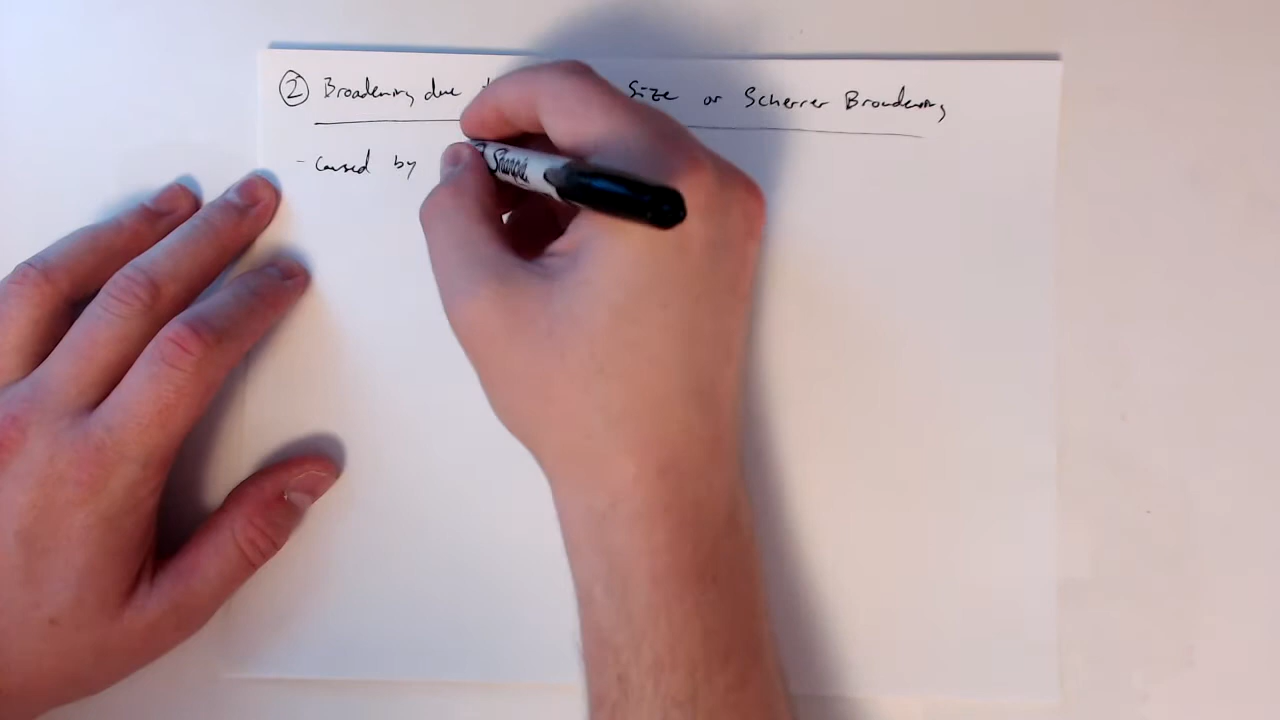 ② Broadening due Size or Scherrer Broadening
- Caused by
Sharpie